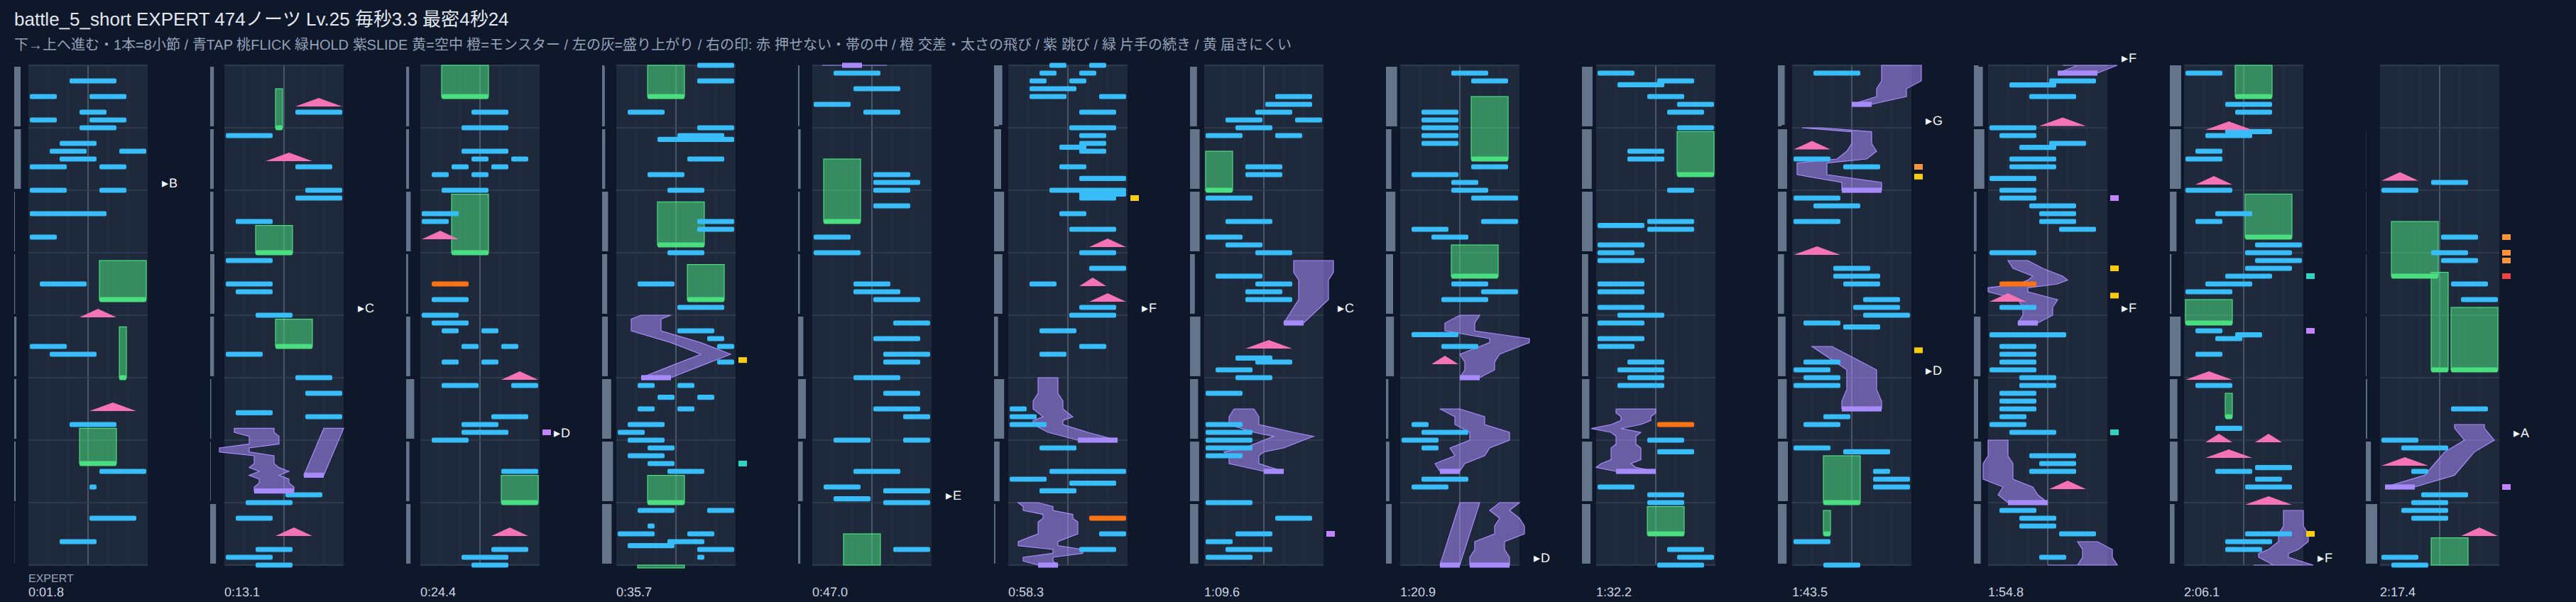 battle_5_short EXPERT 474ノーツ Lv.25 毎秒3.3 最密4秒24
下→上へ進む・1本=8小節 / 青TAP 桃FLICK 緑HOLD 紫SLIDE 黄=空中 橙=モンスター / 左の灰=盛り上がり / 右の印: 赤 押せない・帯の中 / 橙 交差・太さの飛び / 紫 跳び / 緑 片手の続き / 黄 届きにくい
▸F
▸G
▸B
▸C
▸F
▸C
▸F
▸D
▸D
▸A
▸E
▸D
▸F
EXPERT
0:01.8
0:13.1
0:24.4
0:35.7
0:47.0
0:58.3
1:09.6
1:20.9
1:32.2
1:43.5
1:54.8
2:06.1
2:17.4